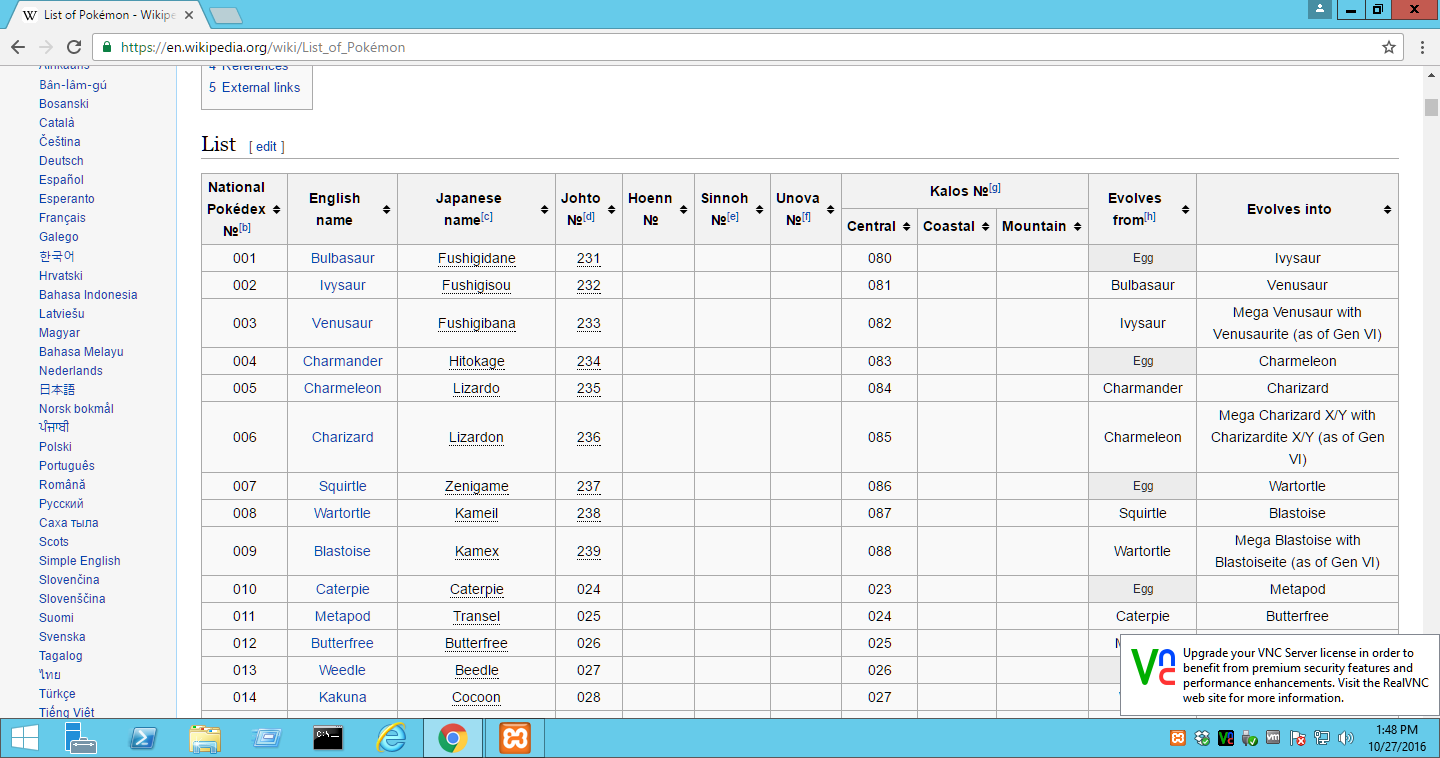 List of Pokémon - Wikipe
https://en.wikipedia.org/wiki/List_of_Pokémon
Afrikaans
Bân-lâm-gú
Bosanski
Català
Čeština
Deutsch
Español
Esperanto
Français
Galego
한국어
Hrvatski
Bahasa Indonesia
Latviešu
Magyar
Bahasa Melayu
Nederlands
日本語
Norsk bokmål
ਪੰਜਾਬੀ
Polski
Português
Română
Русский
Саха тыла
Scots
Simple English
Slovenčina
Slovenščina
Suomi
Svenska
Tagalog
ไทย
Türkçe
Tiếng Việt
4 References
5 External links
List [ edit ]
National Pokédex №[b] English name Japanese name[c] Johto №[d] Hoenn № Sinnoh №[e] Unova №[f] Kalos №[g] Evolves from[h] Evolves into
Central Coastal Mountain
001 Bulbasaur Fushigidane 231 080 Egg Ivysaur
002 Ivysaur Fushigisou 232 081 Bulbasaur Venusaur
003 Venusaur Fushigibana 233 082 Ivysaur Mega Venusaur with
Venusaurite (as of Gen VI)
004 Charmander Hitokage 234 083 Egg Charmeleon
005 Charmeleon Lizardo 235 084 Charmander Charizard
006 Charizard Lizardon 236 085 Charmeleon Mega Charizard X/Y with
Charizardite X/Y (as of Gen
VI)
007 Squirtle Zenigame 237 086 Egg Wartortle
008 Wartortle Kameil 238 087 Squirtle Blastoise
009 Blastoise Kamex 239 088 Wartortle Mega Blastoise with
Blastoiseite (as of Gen VI)
010 Caterpie Caterpie 024 023 Egg Metapod
011 Metapod Transel 025 024 Caterpie Butterfree
012 Butterfree Butterfree 026 025
013 Weedle Beedle 027 026
014 Kakuna Cocoon 028 027
Upgrade your VNC Server license in order to
benefit from premium security features and
performance enhancements. Visit the RealVNC
web site for more information.
1:48 PM
10/27/2016